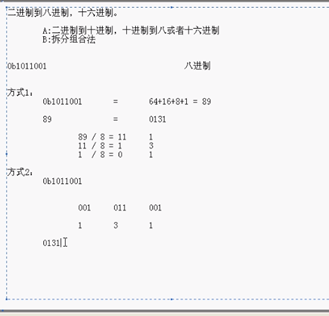 二进制到八进制，十六进制。
A:二进制到十进制，十进制到八或者十六进制
B:拆分组合法
0b1011001 八进制
方式1：
0b1011001 = 64+16+8+1 = 89
89 = 0131
89 / 8 = 11 1
11 / 8 = 1 3
1 / 8 = 0 1
方式2：
0b1011001
001 011 001
1 3 1
0131